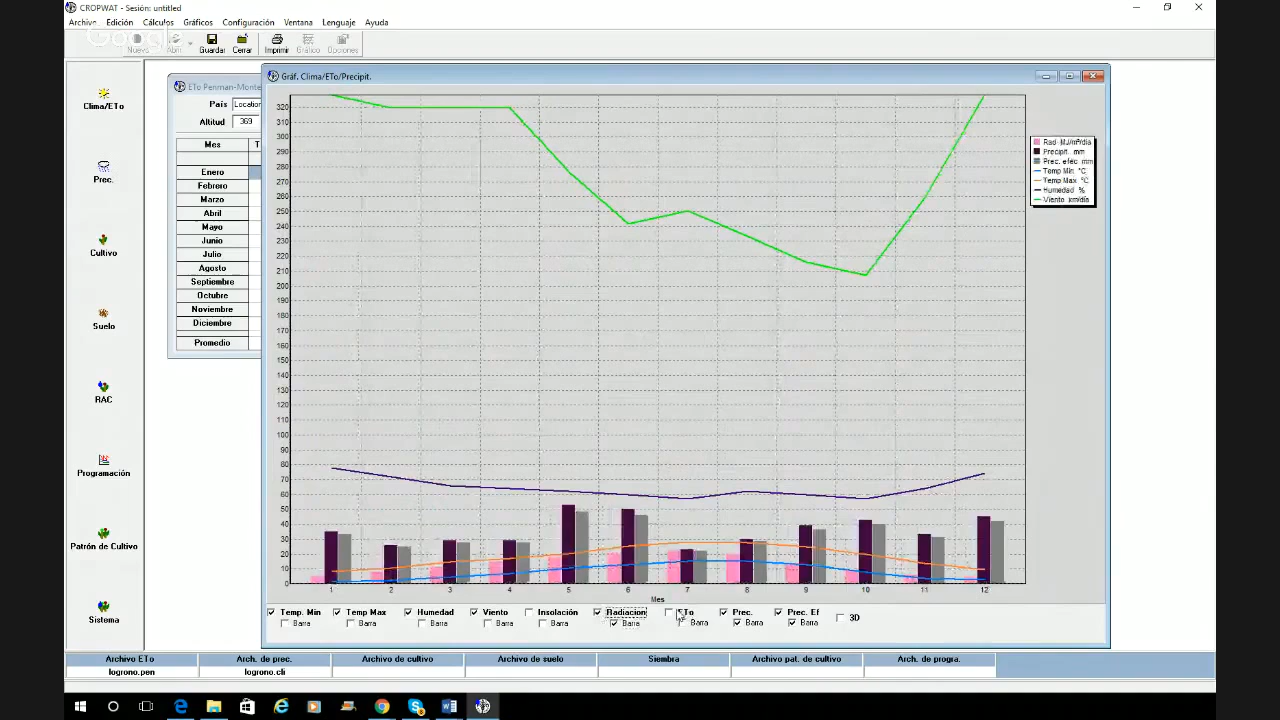 CROPWAT - Sesión: untitled
Archivo Edición Cálculos Gráficos Configuración Ventana Lenguaje Ayuda
Google
Nuevo Abrir Guardar Cerrar Imprimir Gráfico Opciones
Gráf. Clima/ETo/Precipit.
ETo Penman-Monte
País Location
Altitud 369
Mes T
Enero
Febrero
Marzo
Abril
Mayo
Junio
Julio
Agosto
Septiembre
Octubre
Noviembre
Diciembre
Promedio
Clima/ETo
Prec.
Cultivo
Suelo
RAC
Programación
Patrón de Cultivo
Sistema
320
310
300
290
280
270
260
250
240
230
220
210
200
190
180
170
160
150
140
130
120
110
100
90
80
70
60
50
40
30
20
10
0
1 2 3 4 5 6 7 8 9 10 11 12
Mes
Rad MJ/m²/día
Precipit. mm
Prec. efec mm
Temp Min. °C
Temp Max °C
Humedad %
Viento km/día
Temp. Min Temp Max Humedad Viento Insolación Radiacion ETo Prec. Prec. Ef 3D
Barra Barra Barra Barra Barra Barra Barra Barra Barra
Archivo ETo Arch. de prec. Archivo de cultivo Archivo de suelo Siembra Archivo pat. de cultivo Arch. de progra.
logrono.pen logrono.cli